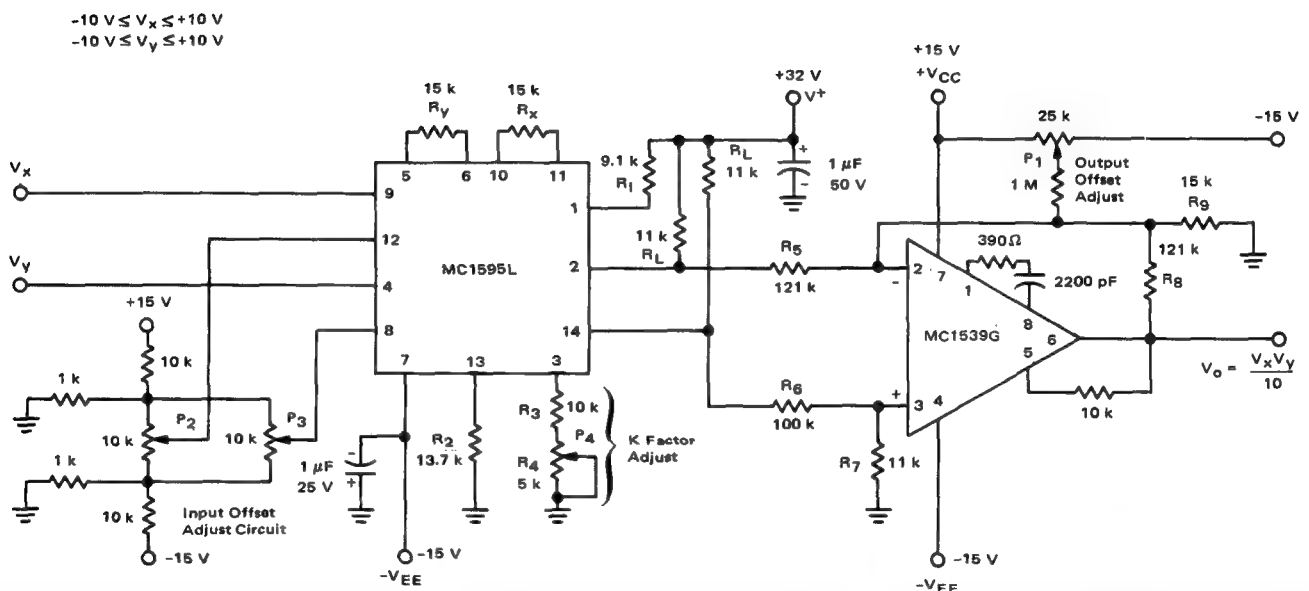 -10 V ≤ Vx ≤ +10 V
-10 V ≤ Vy ≤ +10 V
Vx
Vy
15 k
Ry
15 k
Rx
5
6
10
11
9
12
4
8
MC1595L
1
2
14
7
13
3
+15 V
10 k
1 k
P2
P3
10 k
10 k
1 k
10 k
Input Offset
Adjust Circuit
-15 V
-
1 μF
25 V
+
-15 V
-VEE
R2
13.7 k
R3
10 k
P4
R4
5 k
K Factor
Adjust
+32 V
V+
9.1 k
RI
RL
11 k
11 k
RL
+
1 μF
-
50 V
R5
121 k
R6
100 k
R7
11 k
+15 V
+VCC
25 k
-15 V
P1
1 M
Output
Offset
Adjust
15 k
R9
390Ω
2200 pF
121 k
R8
2
-
7
1
8
MC1539G
6
5
+
3
4
10 k
Vo = VxVy
10
-15 V
-VEE